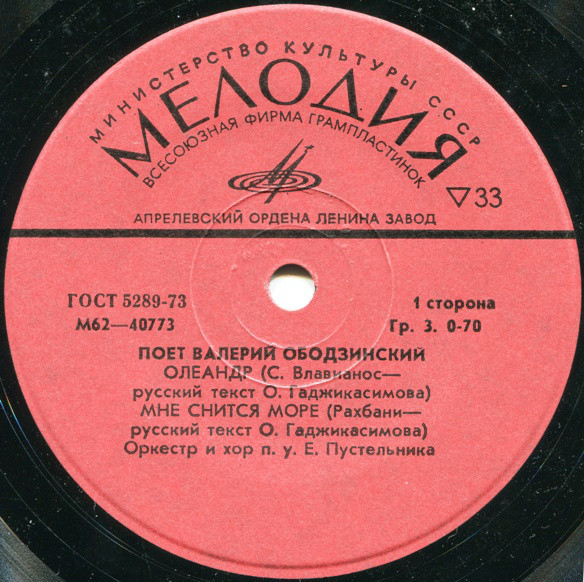 МИНИСТЕРСТВО КУЛЬТУРЫ СССР
МЕЛОДИЯ
ВСЕСОЮЗНАЯ ФИРМА ГРАМПЛАСТИНОК
▽33
АПРЕЛЕВСКИЙ ОРДЕНА ЛЕНИНА ЗАВОД
ГОСТ 5289-73
1 сторона
М62—40773
Гр. 3. 0-70
ПОЕТ ВАЛЕРИЙ ОБОДЗИНСКИЙ
ОЛЕАНДР (С. Влавианос—
русский текст О. Гаджикасимова)
МНЕ СНИТСЯ МОРЕ (Рахбани—
русский текст О. Гаджикасимова)
Оркестр и хор п. у. Е. Пустельника